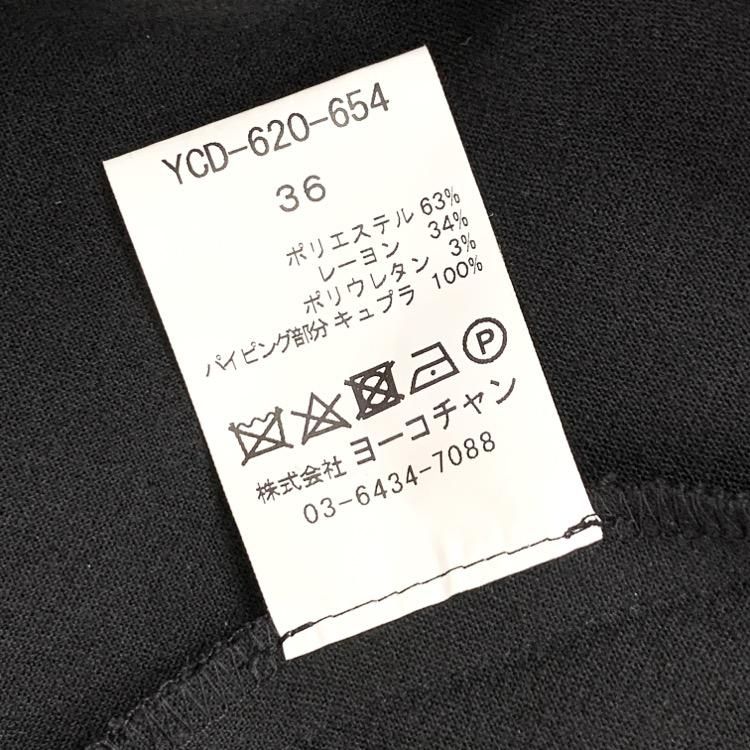 YCD-620-654
36
ポリエステル 63%
レーヨン 34%
ポリウレタン 3%
パイピング部分 キュプラ 100%
P
株式会社 ヨーコチャン
03-6434-7088